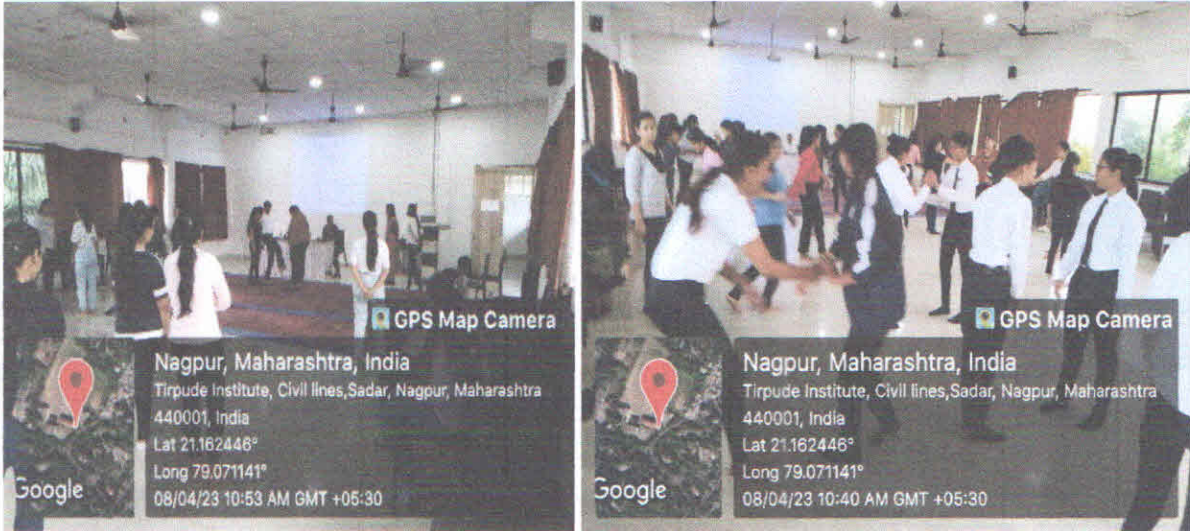 GPS Map Camera
Nagpur, Maharashtra, India
Tirpude Institute, Civil lines,Sadar, Nagpur, Maharashtra
440001, India
Lat 21.162446°
Long 79.071141°
08/04/23 10:53 AM GMT +05:30
Google
GPS Map Camera
Nagpur, Maharashtra, India
Tirpude Institute, Civil lines,Sadar, Nagpur, Maharashtra
440001, India
Lat 21.162446°
Long 79.071141°
08/04/23 10:40 AM GMT +05:30
Google